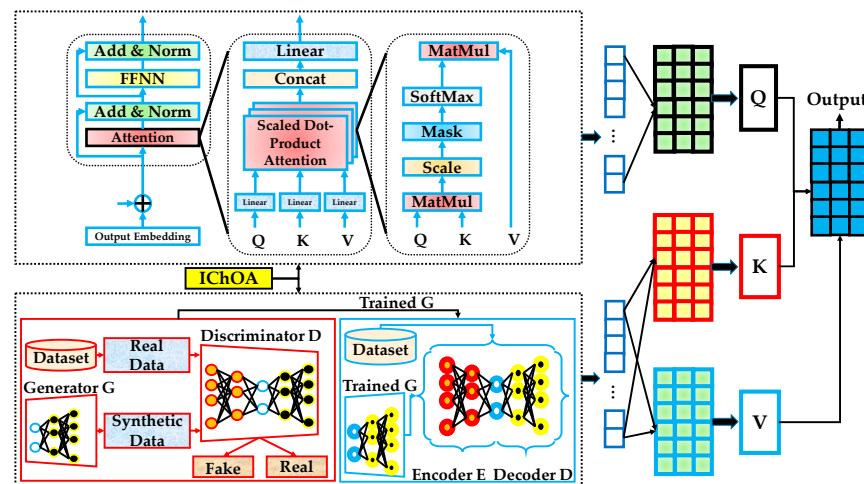 Add & Norm
FFNN
Add & Norm
Attention
Output Embedding
Linear
Concat
Scaled Dot-
Product
Attention
Linear
Linear
Linear
Q
K
V
MatMul
SoftMax
Mask
Scale
MatMul
Q
K
V
...
Q
Output
IChOA
K
V
...
Trained G
Dataset
Real
Data
Discriminator D
Generator G
Synthetic
Data
Fake
Real
Dataset
Trained G
Encoder E
Decoder D